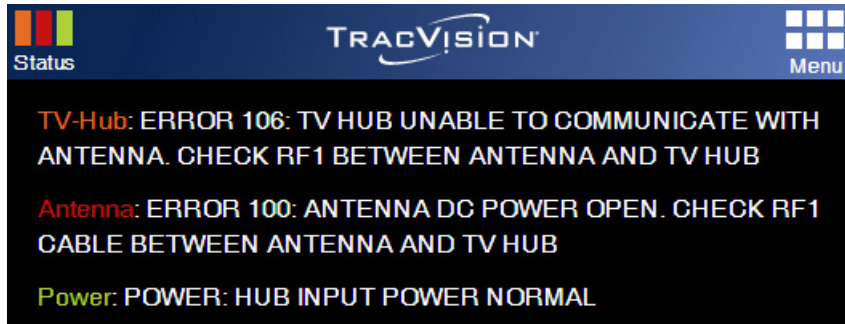 Status
TRACVISION
Menu
TV-Hub: ERROR 106: TV HUB UNABLE TO COMMUNICATE WITH
ANTENNA. CHECK RF1 BETWEEN ANTENNA AND TV HUB
Antenna: ERROR 100: ANTENNA DC POWER OPEN. CHECK RF1
CABLE BETWEEN ANTENNA AND TV HUB
Power: POWER: HUB INPUT POWER NORMAL